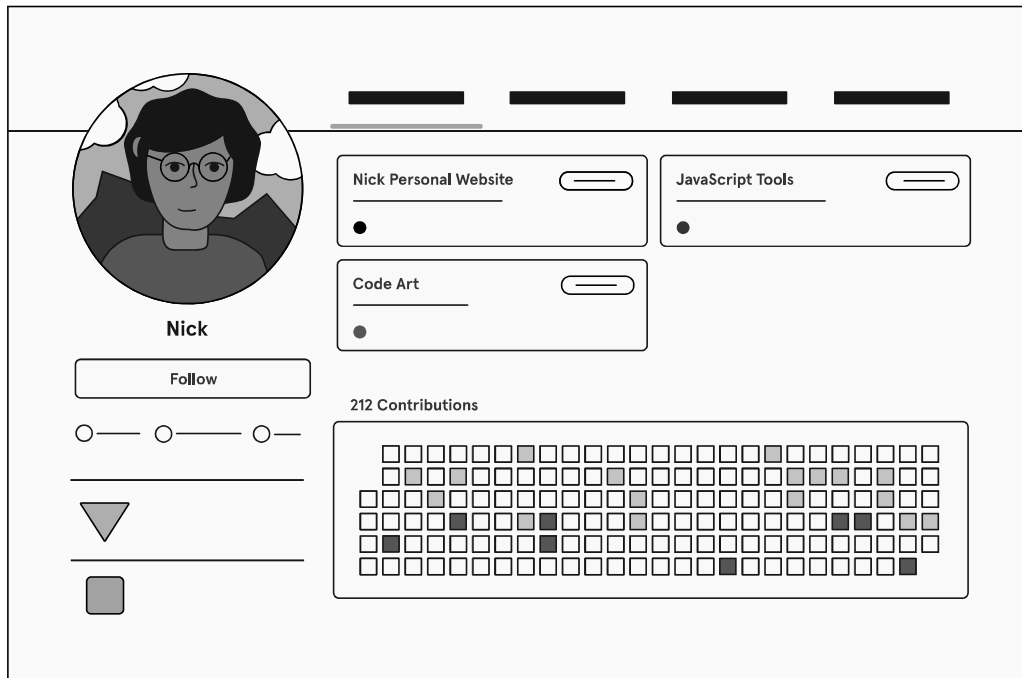 Nick Personal Website
JavaScript Tools
Code Art
Nick
Follow
212 Contributions